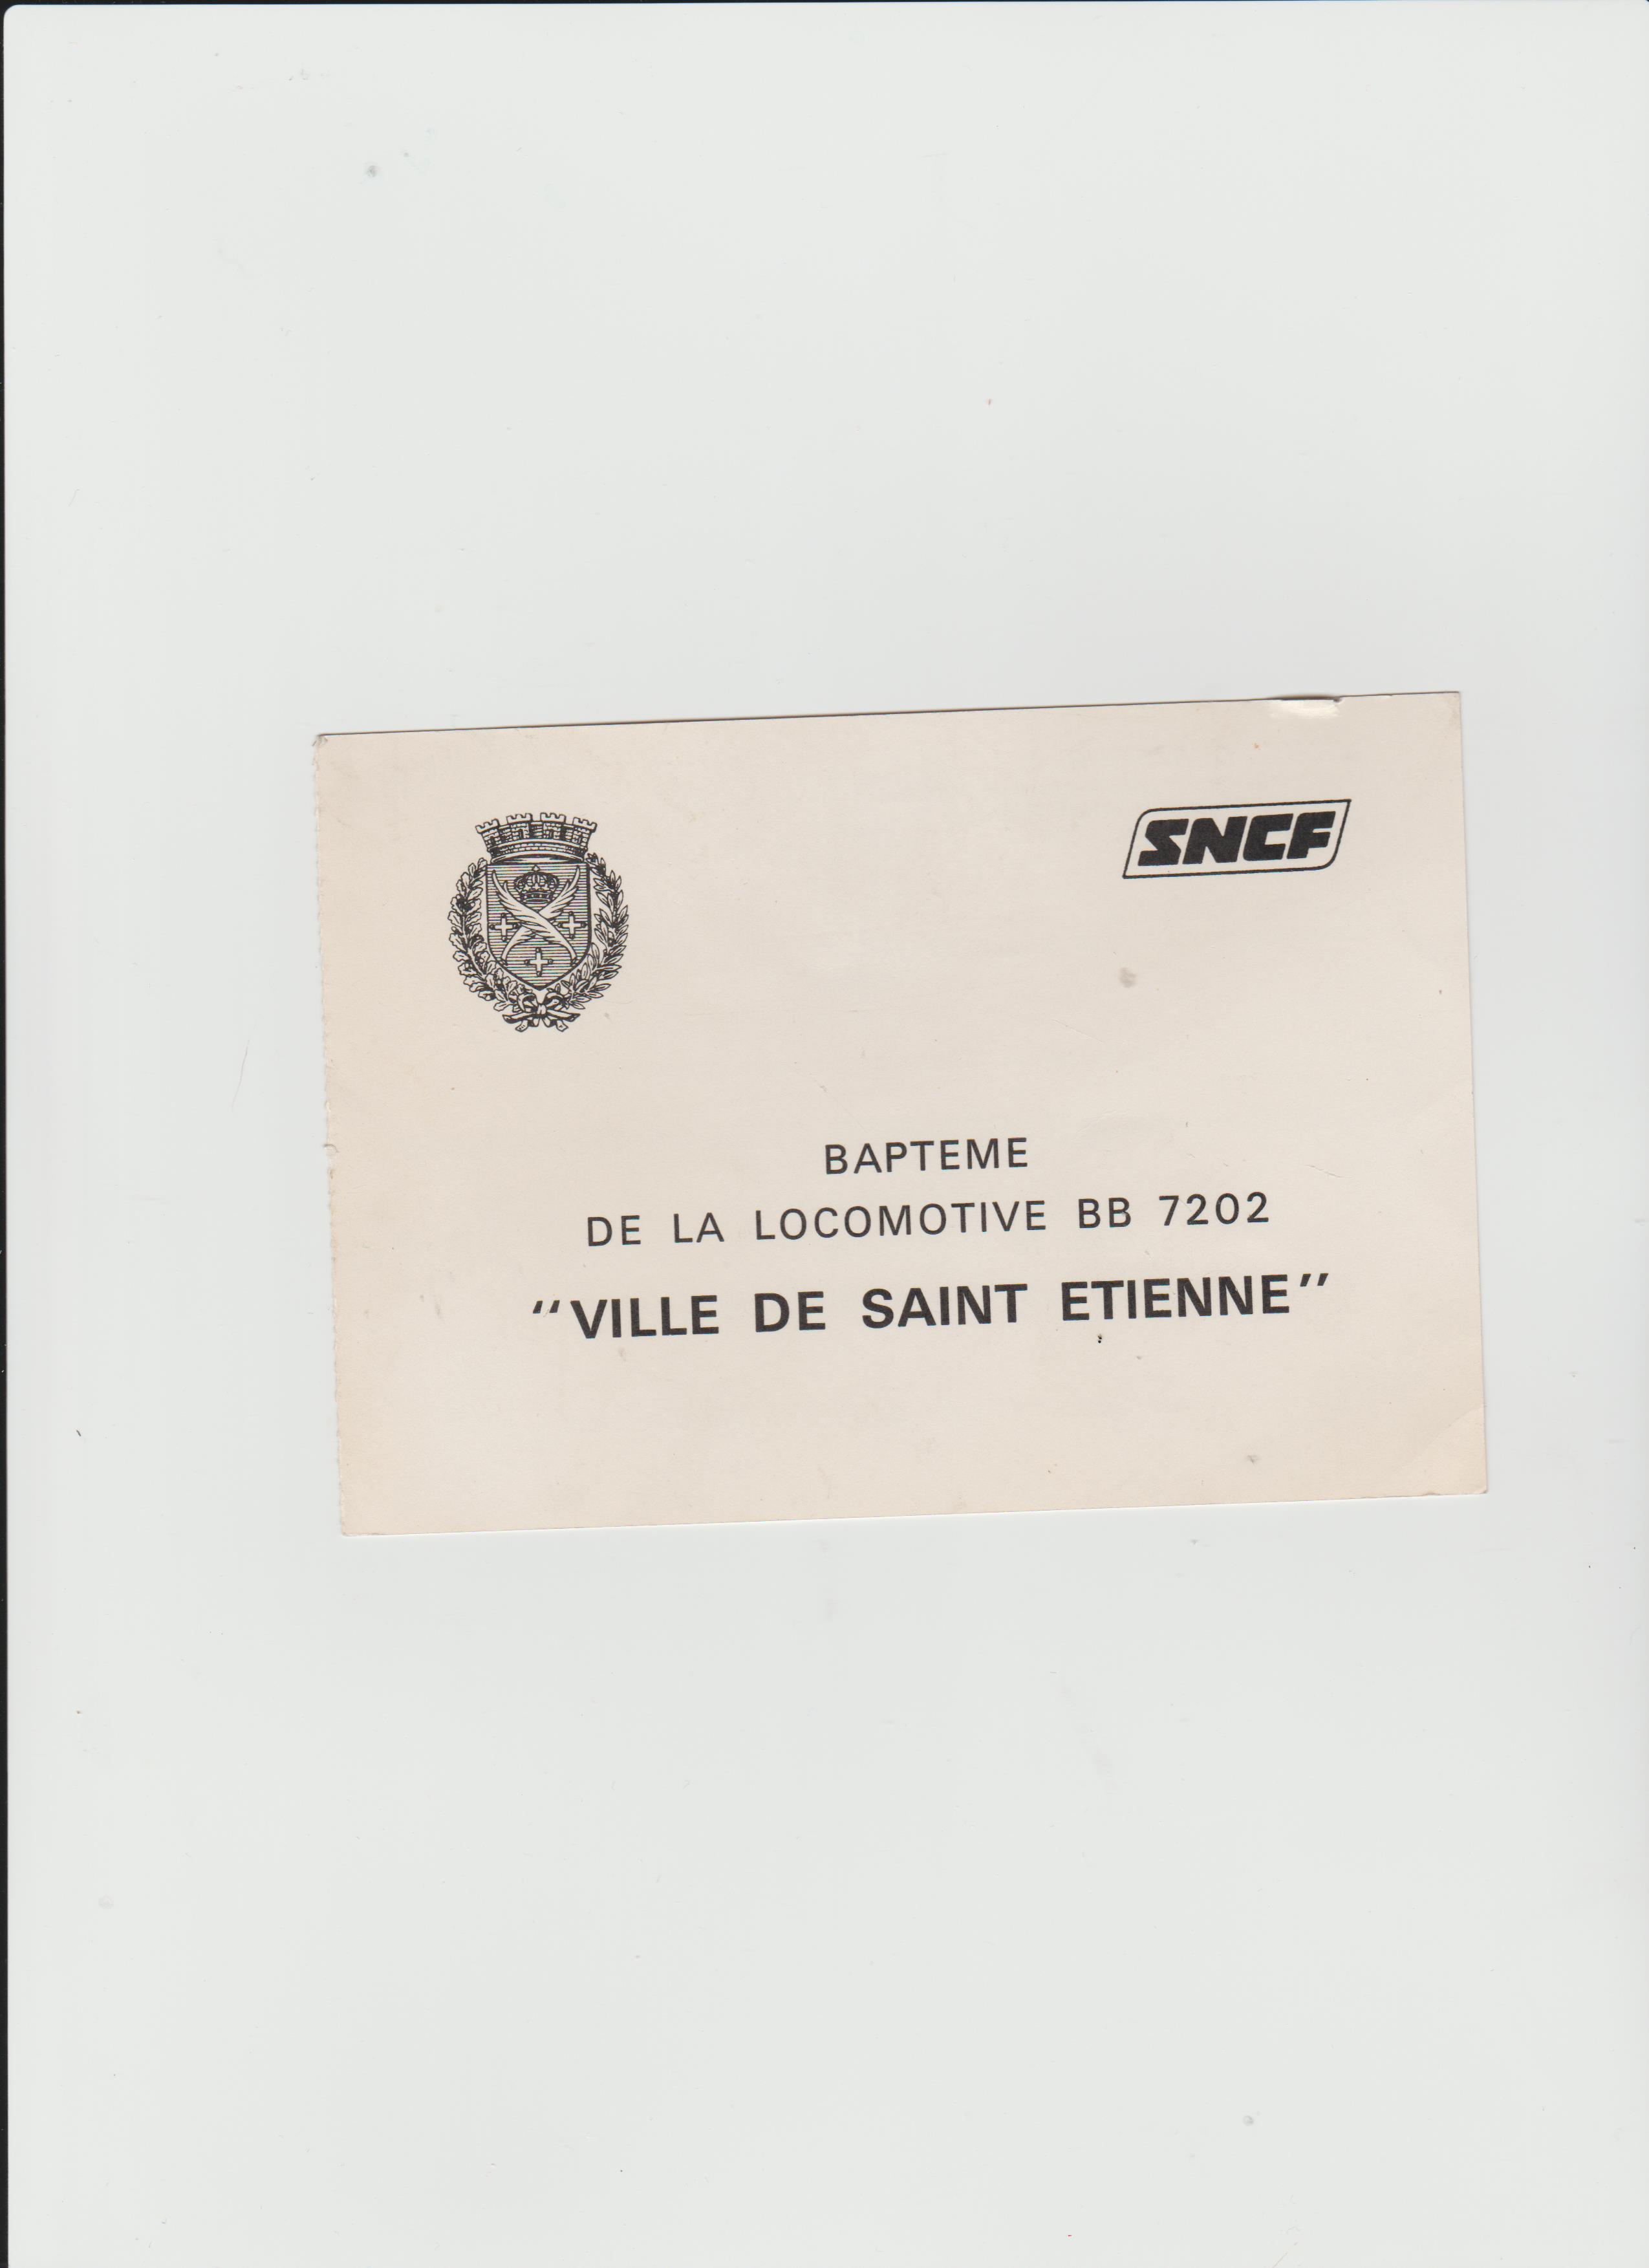 SNCF
BAPTEME
DE LA LOCOMOTIVE BB 7202
"VILLE DE SAINT ETIENNE"